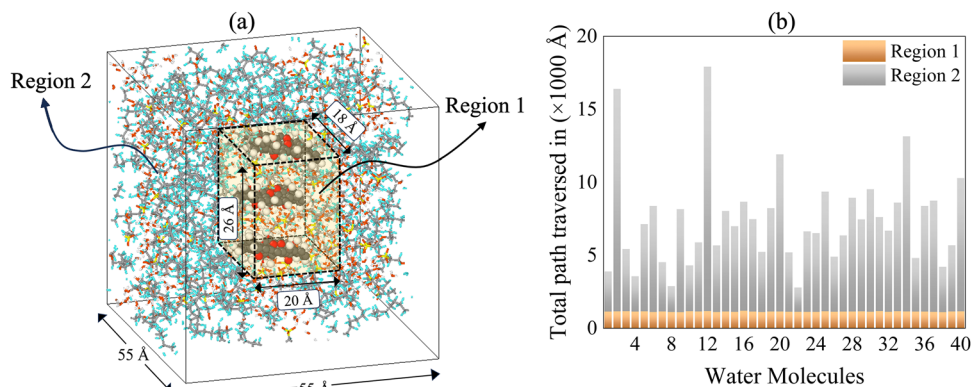 (a)
Region 2
Region 1
18 Å
26 Å
20 Å
55 Å
55 Å
(b)
Total path traversed in (×1000 Å)
20
15
10
5
0
Region 1
Region 2
4 8 12 16 20 24 28 32 36 40
Water Molecules